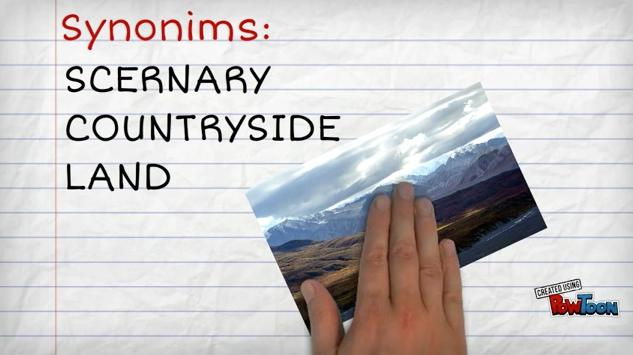 Synonims:
SCERNARY
COUNTRYSIDE
LAND
CREATED USING
POWTOON